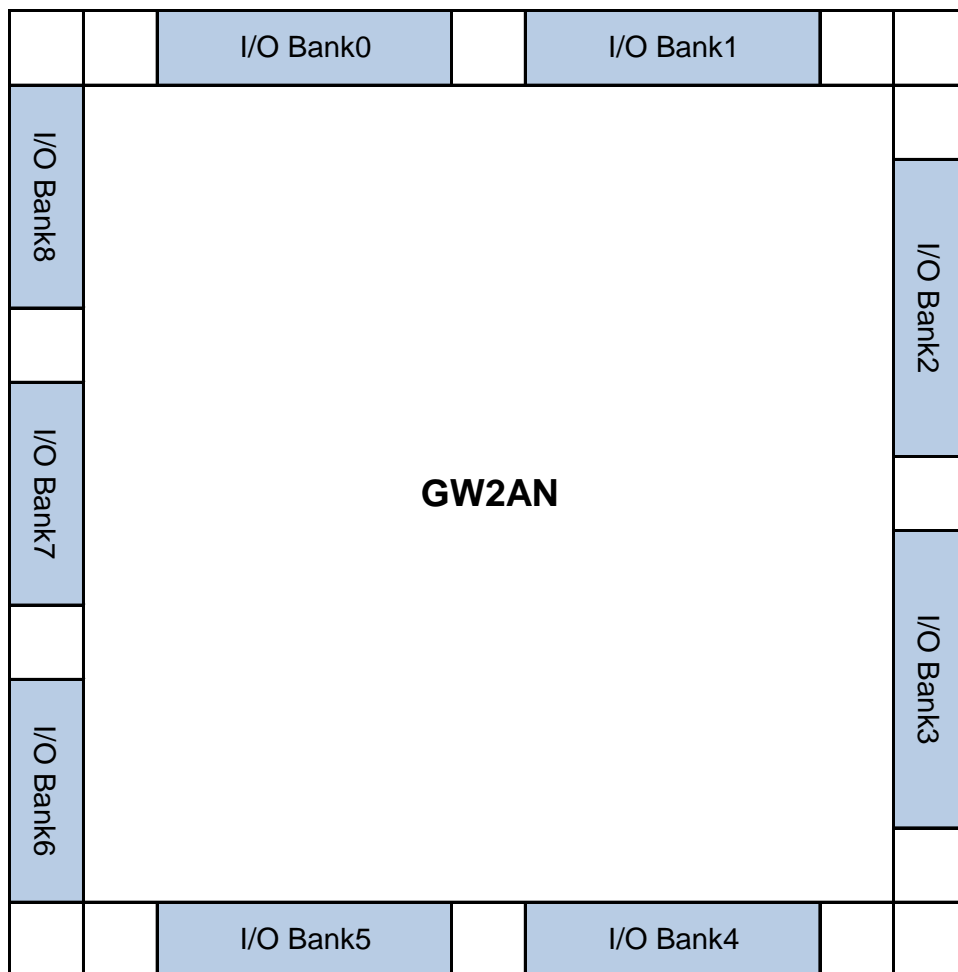 I/O Bank0
I/O Bank1
I/O Bank8
I/O Bank2
I/O Bank7
GW2AN
I/O Bank3
I/O Bank6
I/O Bank5
I/O Bank4